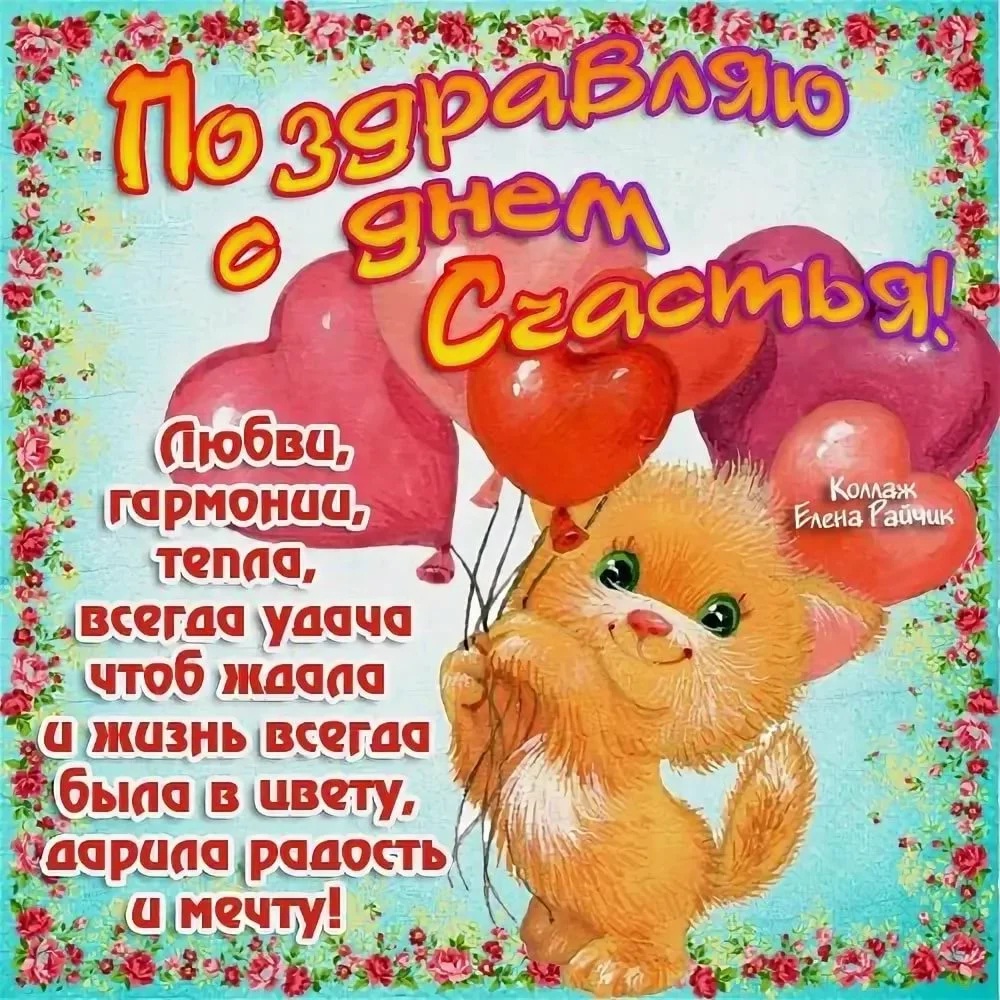 Поздравляю
с днем
Счастья!
Любви,
гармонии,
тепла,
всегда удача
чтоб ждала
и жизнь всегда
была в цвету,
дарила радость
и мечту!
Коллаж
Елена Райчик